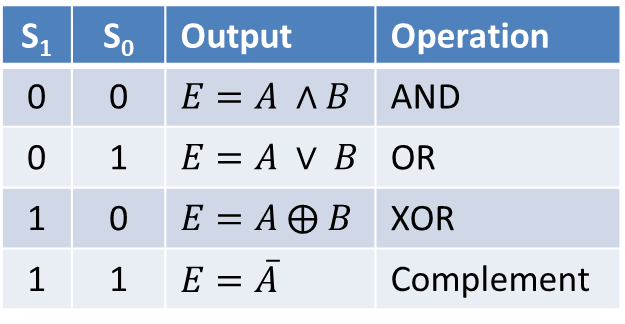 S₁ S₀ Output Operation
0 0 E = A ∧ B AND
0 1 E = A ∨ B OR
1 0 E = A ⊕ B XOR
1 1 E = Ā Complement